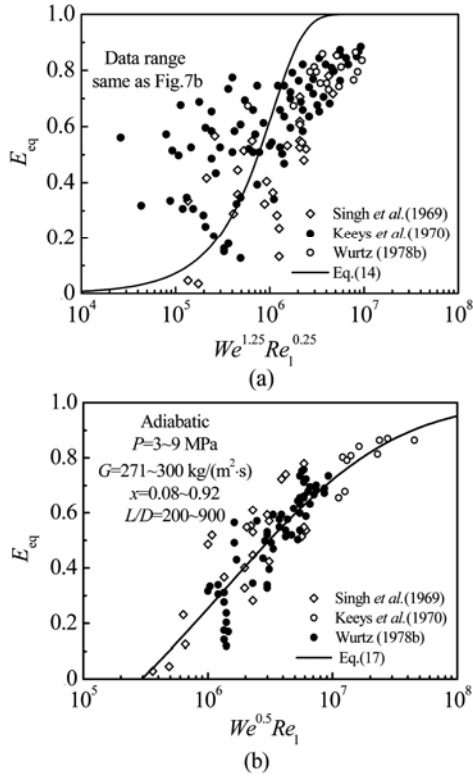 (a)
1.0
Data range
same as Fig.7b
0.8
0.6
E_eq
0.4
0.2
0
◇ Singh et al.(1969)
● Keeys et al.(1970)
○ Wurtz (1978b)
— Eq.(14)
10^4 10^5 10^6 10^7 10^8
We^1.25 Re_l^0.25
(a)
1.0
Adiabatic
P=3~9 MPa
G=271~300 kg/(m^2·s)
x=0.08~0.92
L/D=200~900
0.8
0.6
E_eq
0.4
0.2
0
◇ Singh et al.(1969)
○ Keeys et al.(1970)
● Wurtz (1978b)
— Eq.(17)
10^5 10^6 10^7 10^8
We^0.5 Re_l
(b)